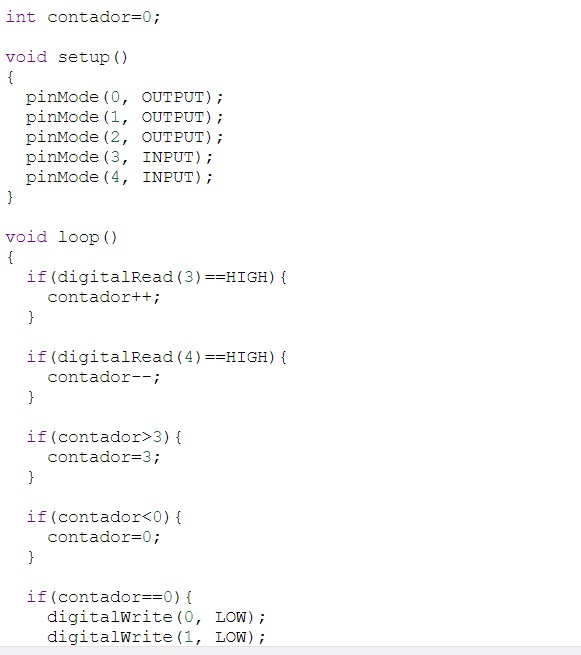 int contador=0;

void setup()
{
  pinMode(0, OUTPUT);
  pinMode(1, OUTPUT);
  pinMode(2, OUTPUT);
  pinMode(3, INPUT);
  pinMode(4, INPUT);
}

void loop()
{
  if(digitalRead(3)==HIGH){
    contador++;
  }

  if(digitalRead(4)==HIGH){
    contador--;
  }

  if(contador>3){
    contador=3;
  }

  if(contador<0){
    contador=0;
  }

  if(contador==0){
    digitalWrite(0, LOW);
    digitalWrite(1, LOW);